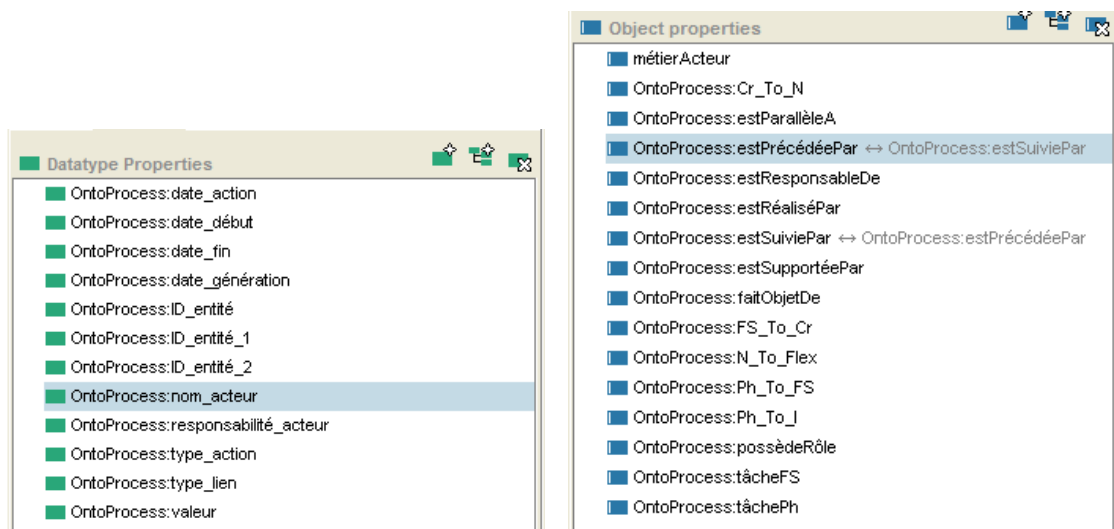 Datatype Properties
OntoProcess:date_action
OntoProcess:date_début
OntoProcess:date_fin
OntoProcess:date_génération
OntoProcess:ID_entité
OntoProcess:ID_entité_1
OntoProcess:ID_entité_2
OntoProcess:nom_acteur
OntoProcess:responsabilité_acteur
OntoProcess:type_action
OntoProcess:type_lien
OntoProcess:valeur
Object properties
métierActeur
OntoProcess:Cr_To_N
OntoProcess:estParallèleA
OntoProcess:estPrécédéePar ↔ OntoProcess:estSuiviePar
OntoProcess:estResponsableDe
OntoProcess:estRéaliséPar
OntoProcess:estSuiviePar ↔ OntoProcess:estPrécédéePar
OntoProcess:estSupportéePar
OntoProcess:faitObjetDe
OntoProcess:FS_To_Cr
OntoProcess:N_To_Flex
OntoProcess:Ph_To_FS
OntoProcess:Ph_To_I
OntoProcess:possèdeRôle
OntoProcess:tâcheFS
OntoProcess:tâchePh